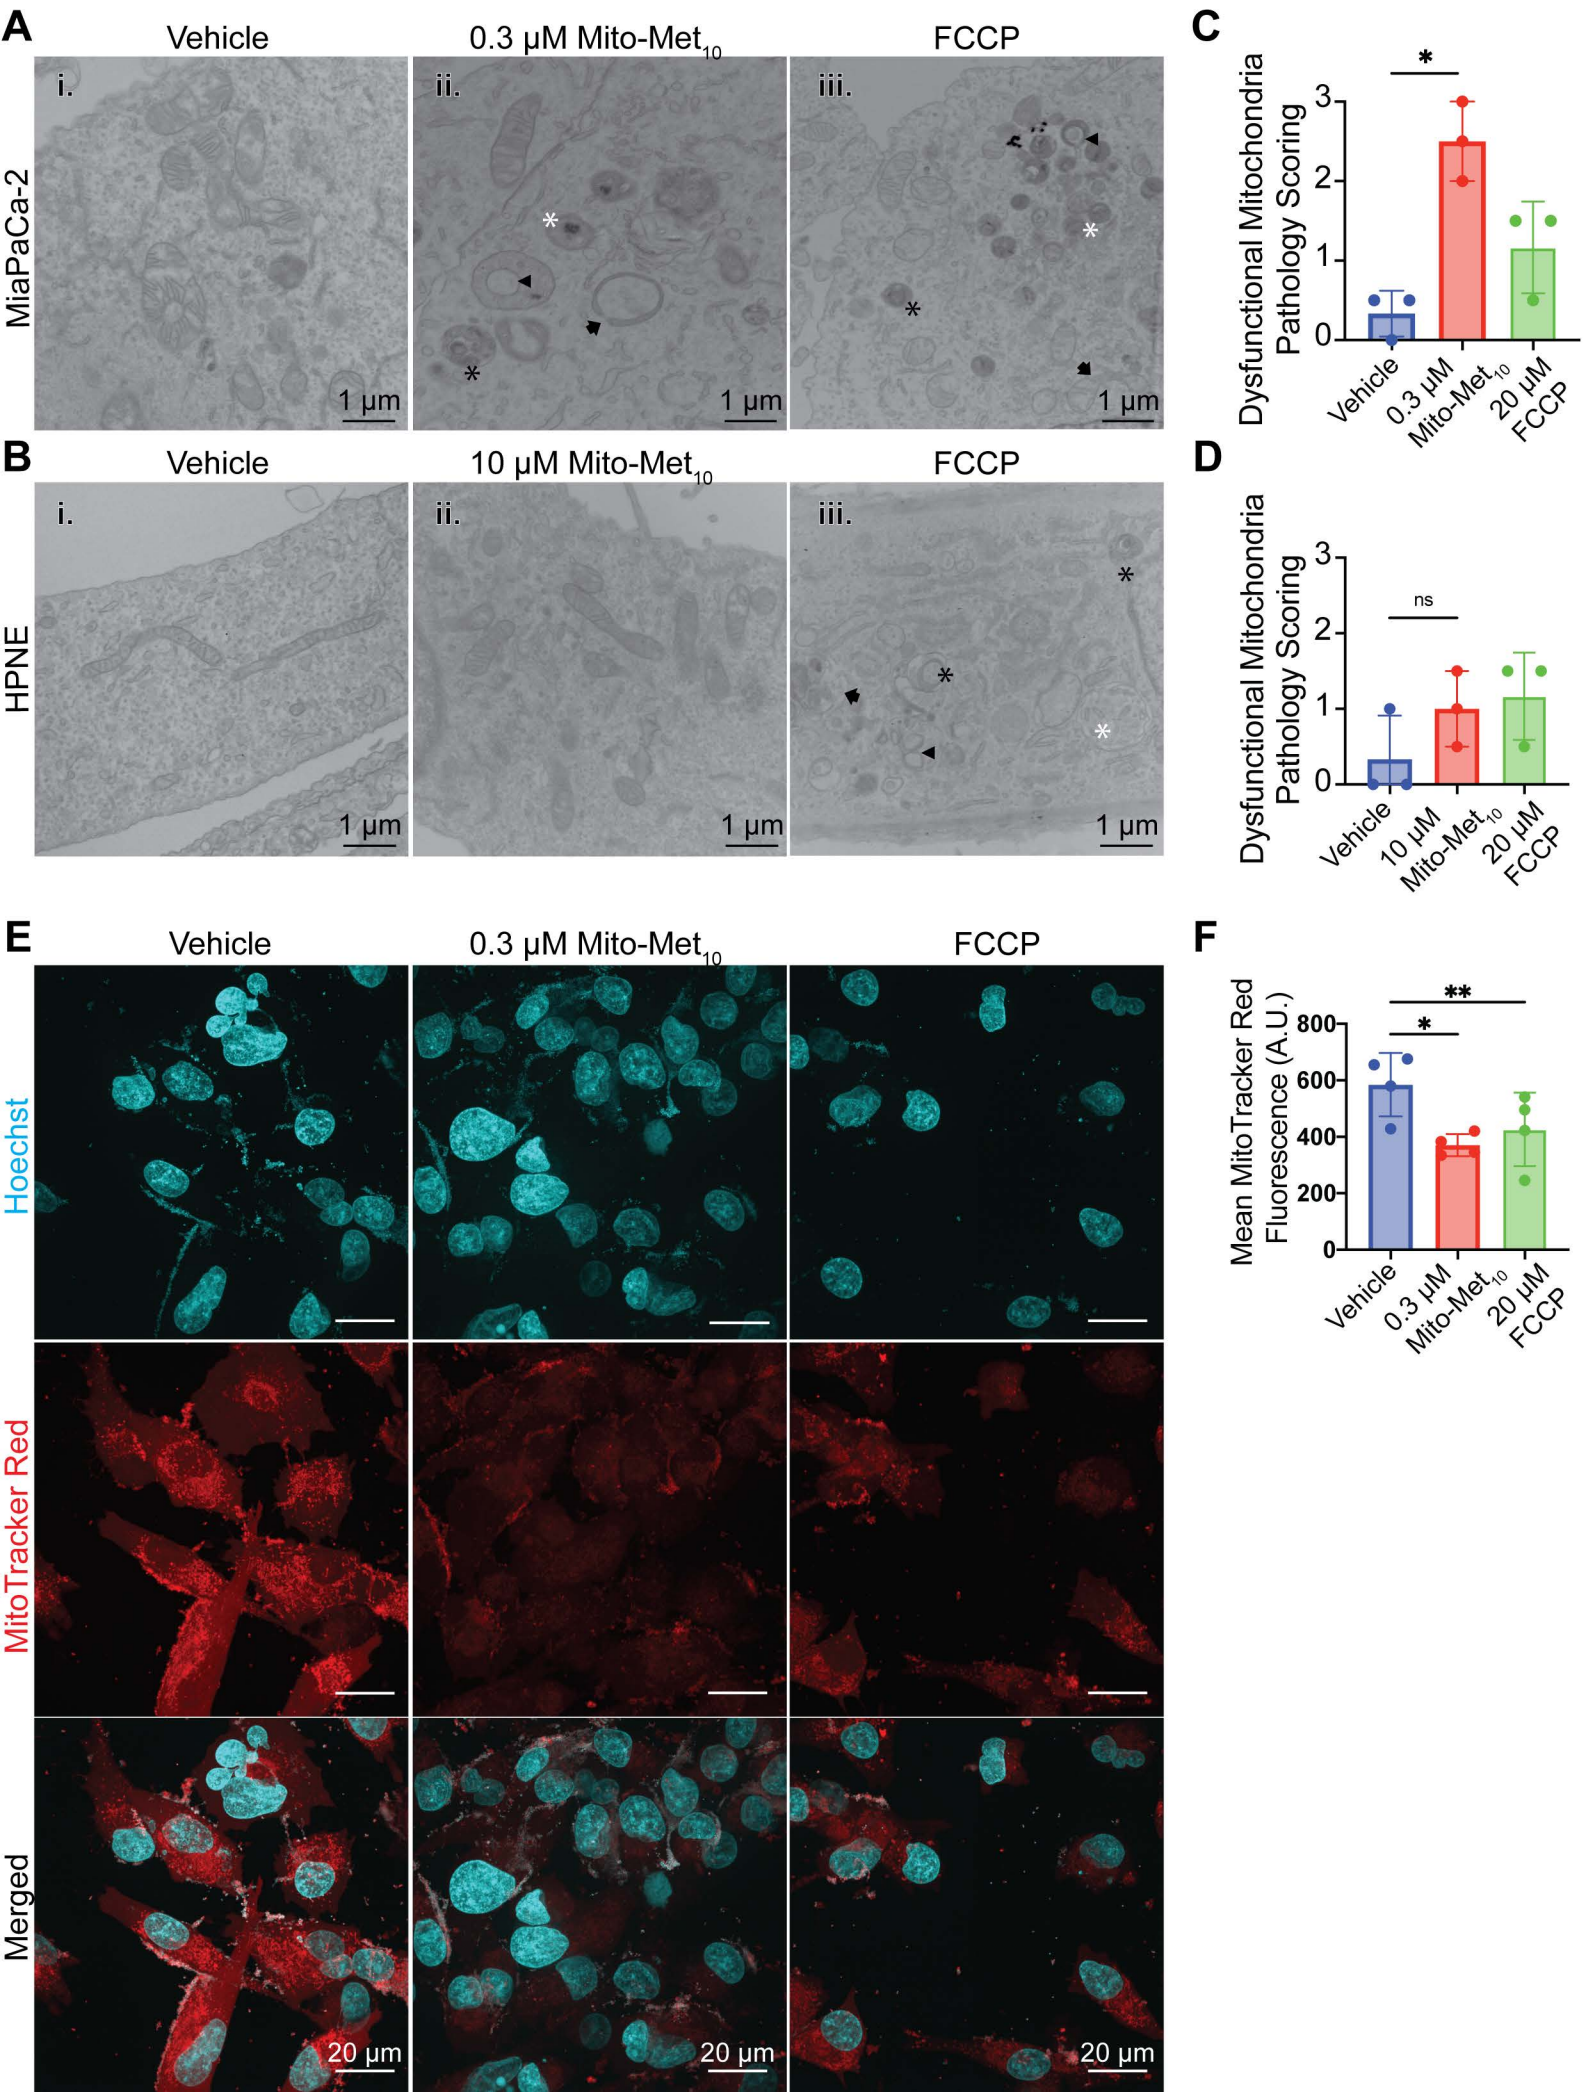 A
Vehicle
0.3 µM Mito-Met10
FCCP
MiaPaCa-2
i.
ii.
iii.
*
*
*
*
1 µm
1 µm
1 µm
C
Dysfunctional Mitochondria
Pathology Scoring
*
3
2
1
0
Vehicle
0.3 µM
Mito-Met10
20 µM
FCCP
B
Vehicle
10 µM Mito-Met10
FCCP
HPNE
i.
ii.
iii.
*
*
*
1 µm
1 µm
1 µm
D
Dysfunctional Mitochondria
Pathology Scoring
ns
3
2
1
0
Vehicle
10 µM
Mito-Met10
20 µM
FCCP
E
Vehicle
0.3 µM Mito-Met10
FCCP
Hoechst
MitoTracker Red
Merged
20 µm
20 µm
20 µm
F
Mean MitoTracker Red
Fluorescence (A.U.)
**
*
800
600
400
200
0
Vehicle
0.3 µM
Mito-Met10
20 µM
FCCP